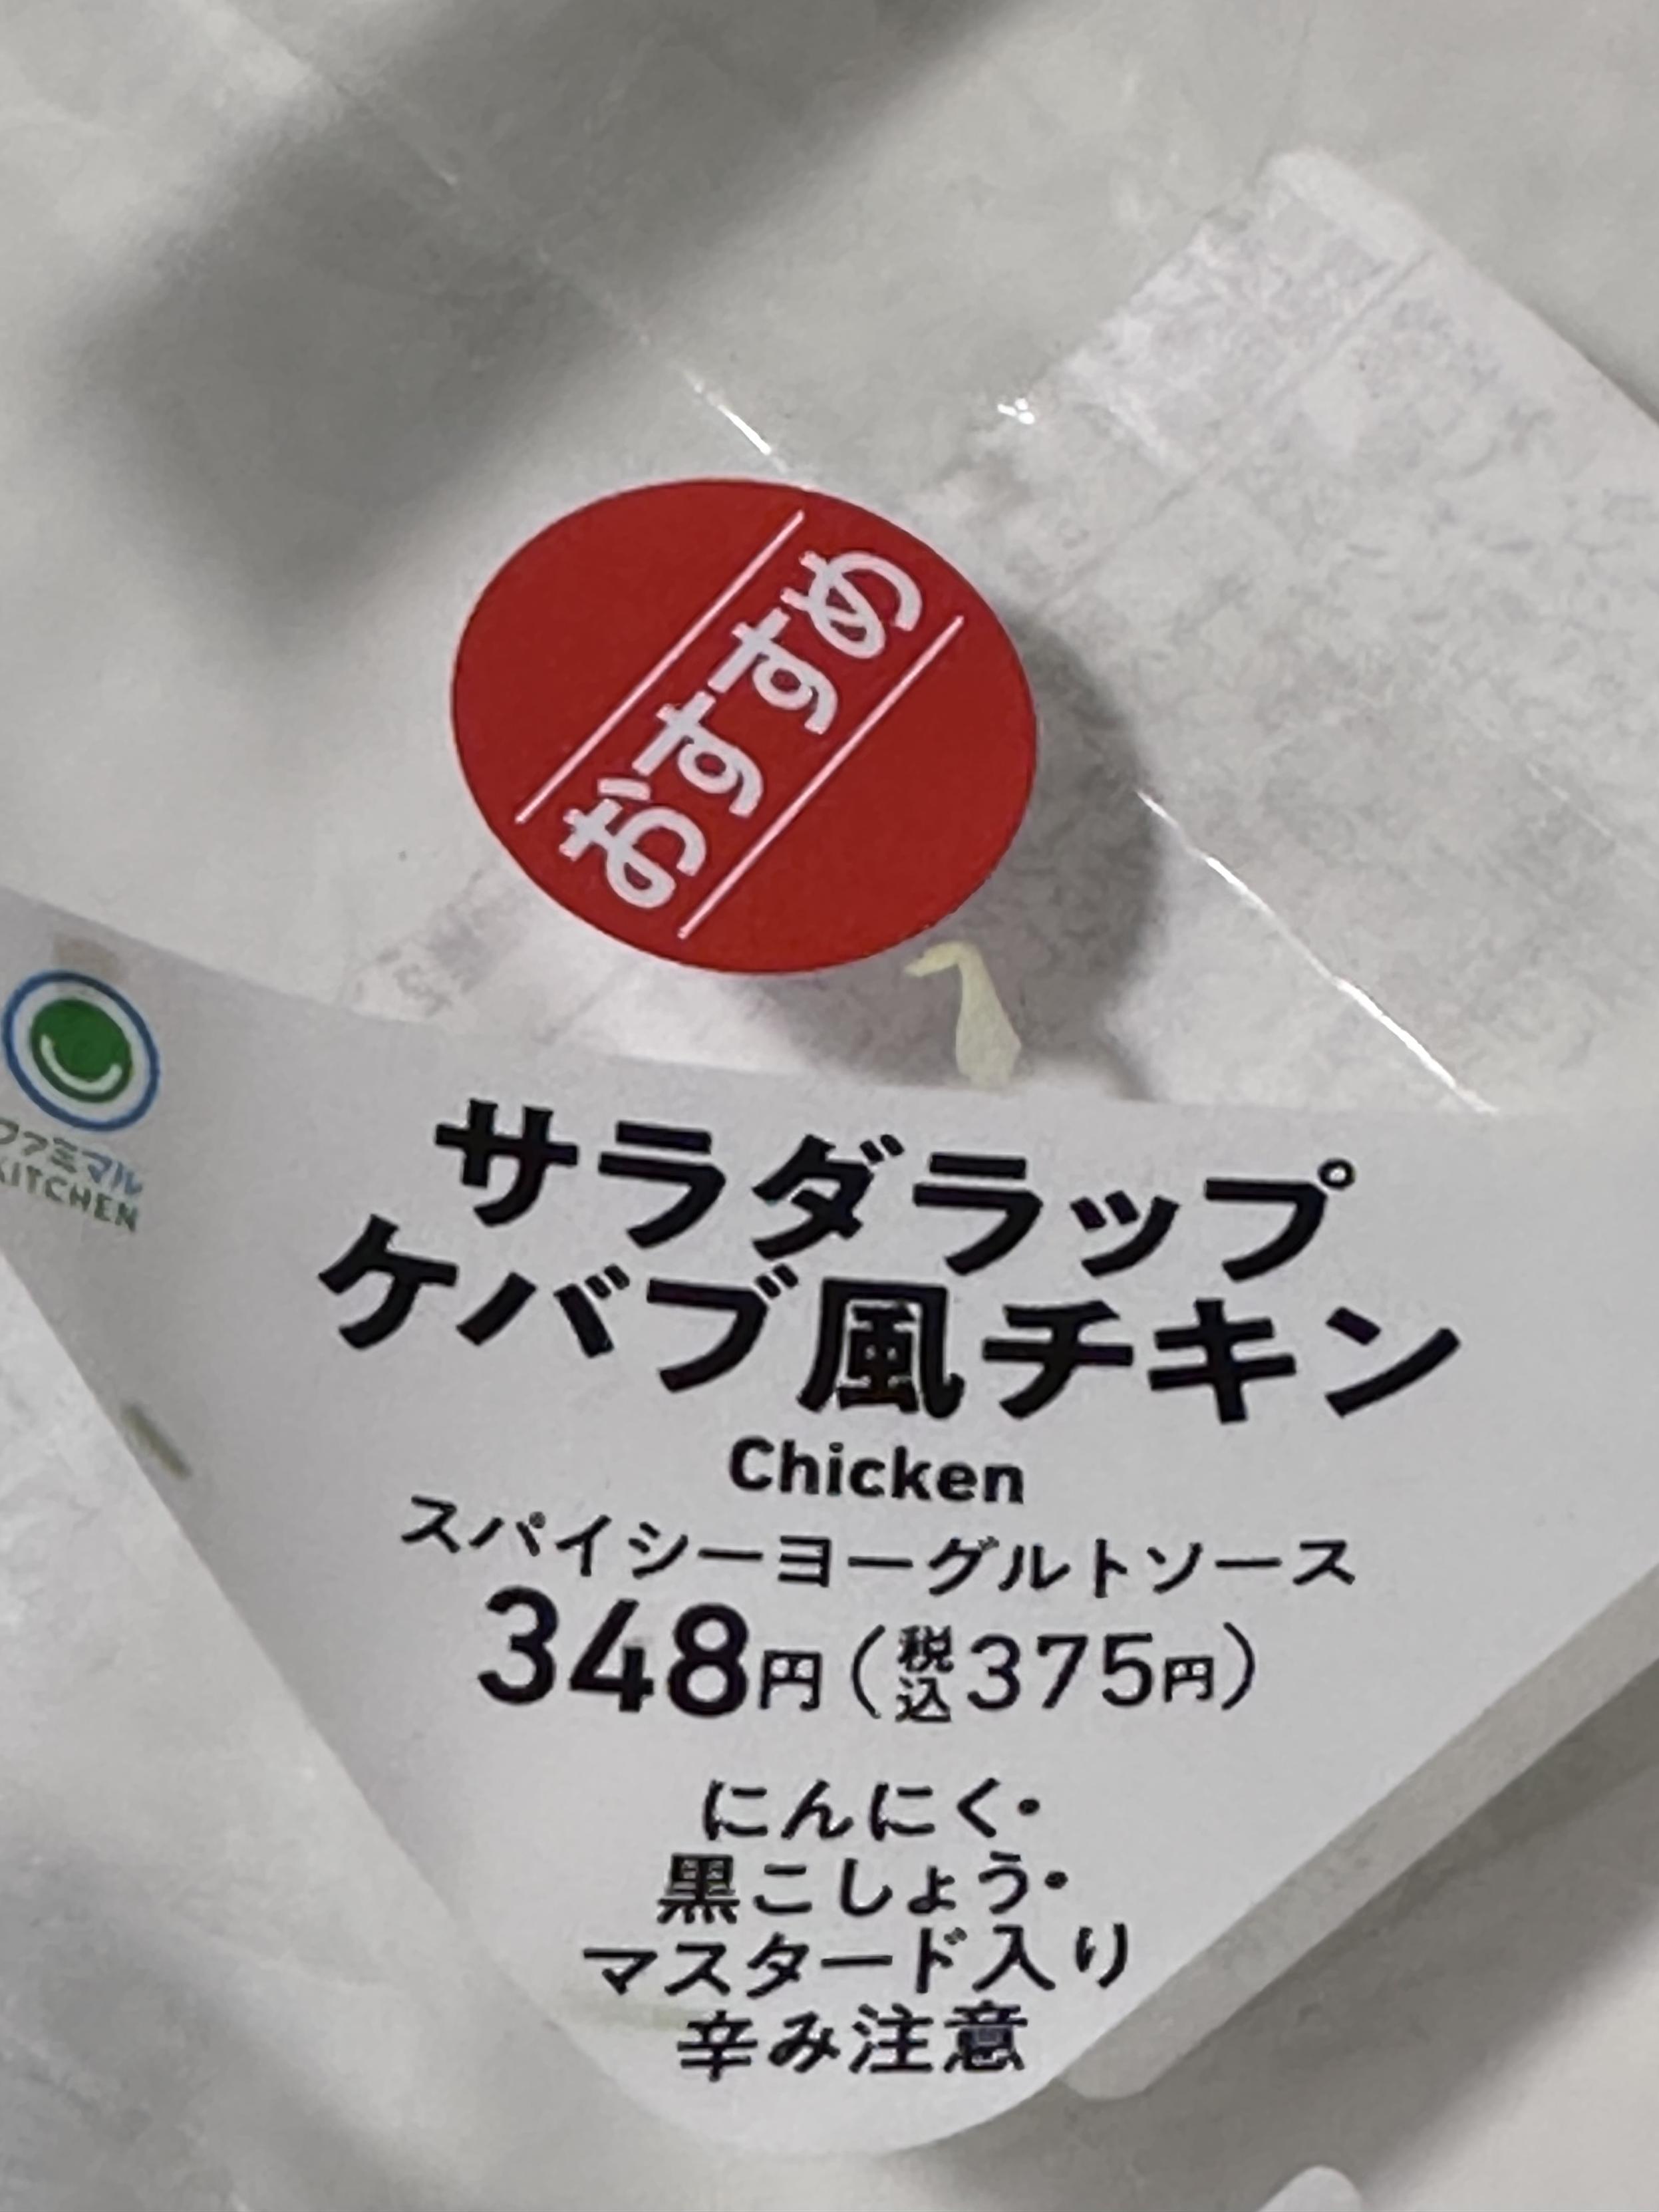 おすすめ
ファミマル
KITCHEN
サラダラップ
ケバブ風チキン
Chicken
スパイシーヨーグルトソース
348円(税込375円)
にんにく・
黒こしょう・
マスタード入り
辛み注意